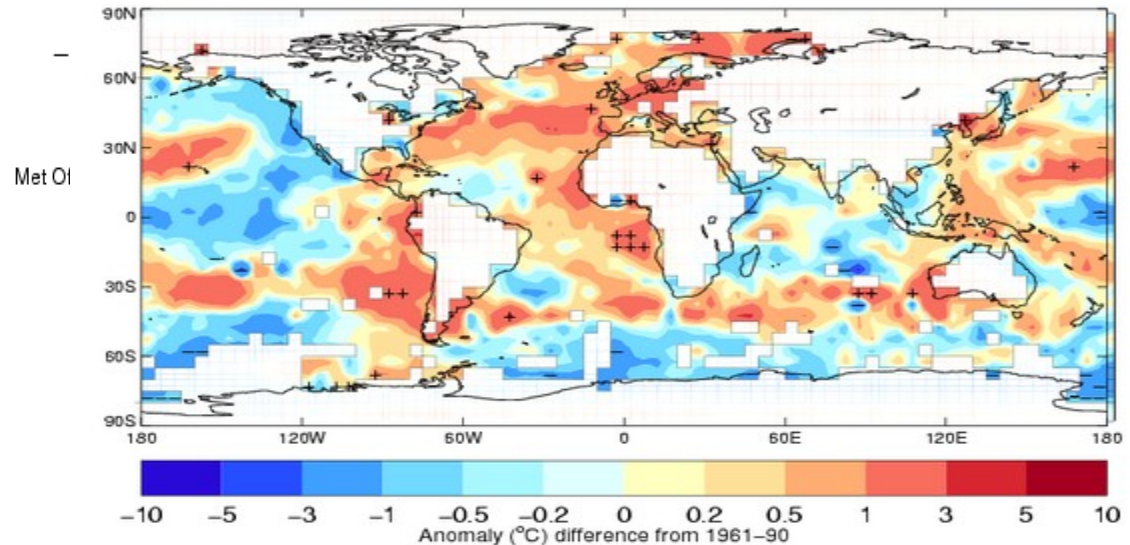 90N
60N
30N
Met Of
0
30S
60S
90S
180 120W 60W 0 60E 120E 180
−10 −5 −3 −1 −0.5 −0.2 0 0.2 0.5 1 3 5 10
Anomaly (°C) difference from 1961−90